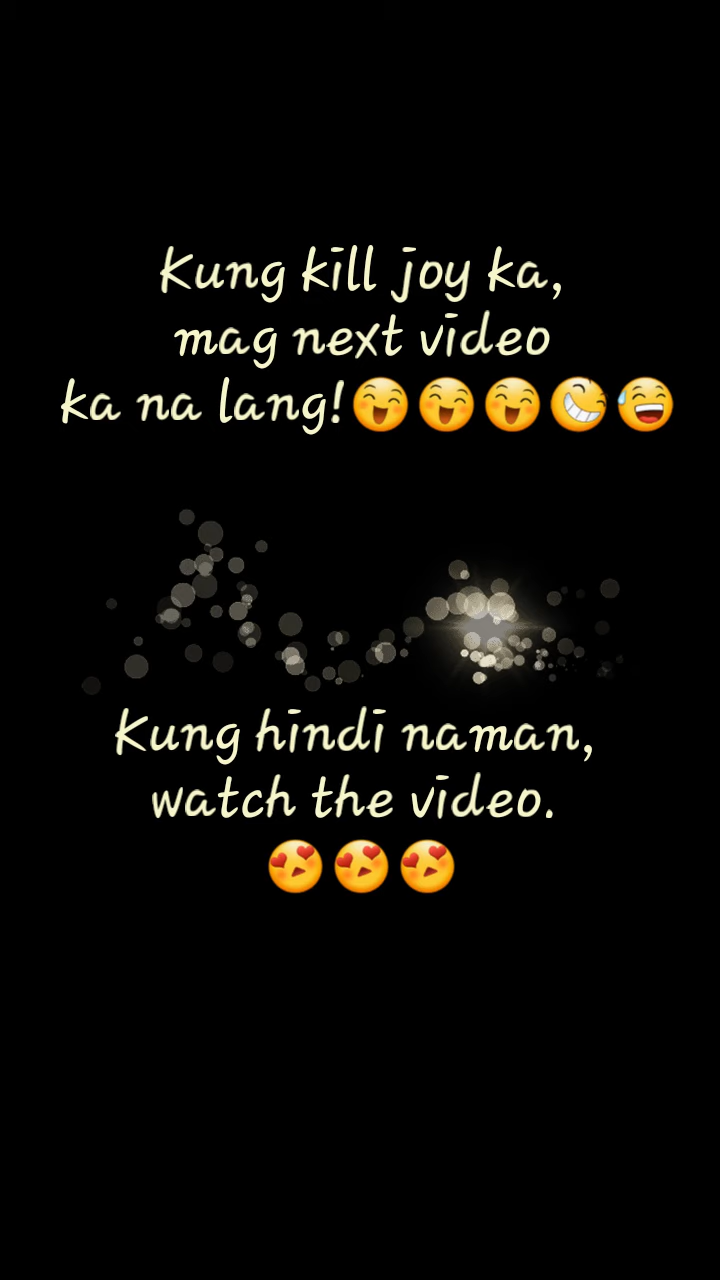 Kung kill joy ka,
mag next video
ka na lang!😄😄😄😆😅
Kung hindi naman,
watch the video.
😍😍😍